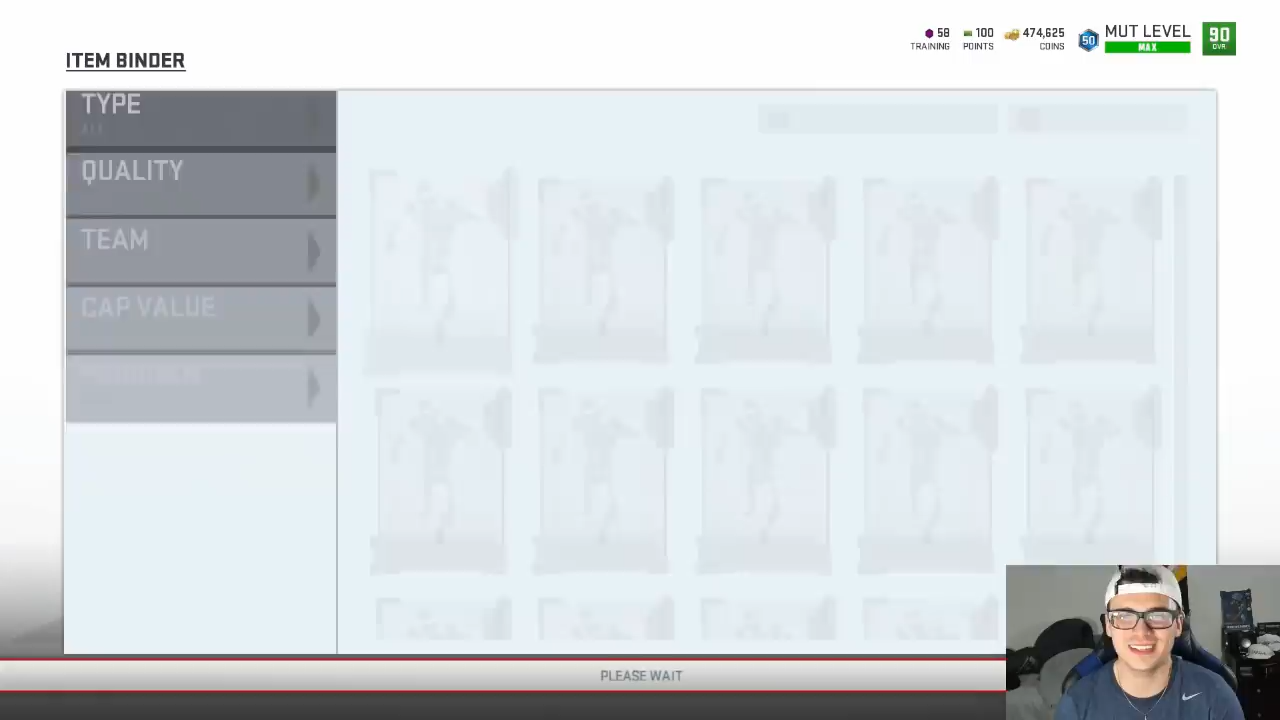 58
TRAINING
100
POINTS
474,625
COINS
50
MUT LEVEL
MAX
90
OVR
ITEM BINDER
TYPE
ALL
QUALITY
TEAM
CAP VALUE
PLEASE WAIT